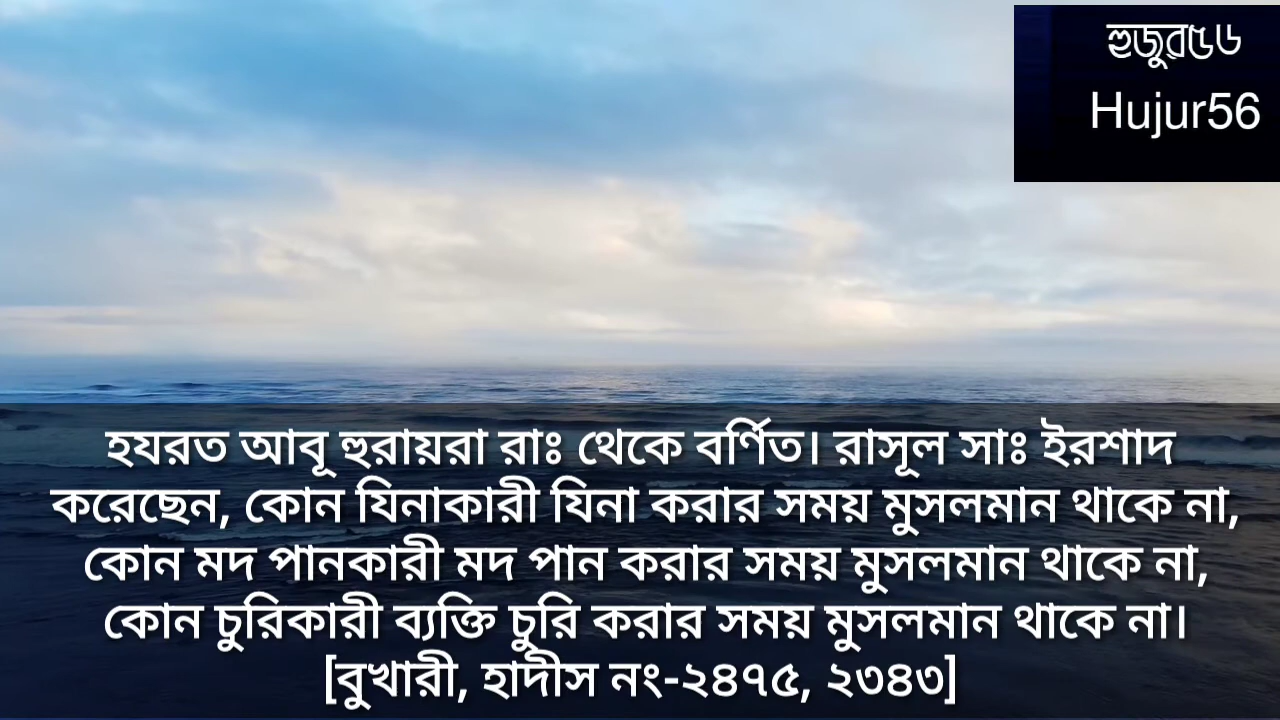 হুজুর৫৬
Hujur56
হযরত আবূ হুরায়রা রাঃ থেকে বর্ণিত। রাসূল সাঃ ইরশাদ
করেছেন, কোন যিনাকারী যিনা করার সময় মুসলমান থাকে না,
কোন মদ পানকারী মদ পান করার সময় মুসলমান থাকে না,
কোন চুরিকারী ব্যক্তি চুরি করার সময় মুসলমান থাকে না।
[বুখারী, হাদীস নং-২৪৭৫, ২৩৪৩]